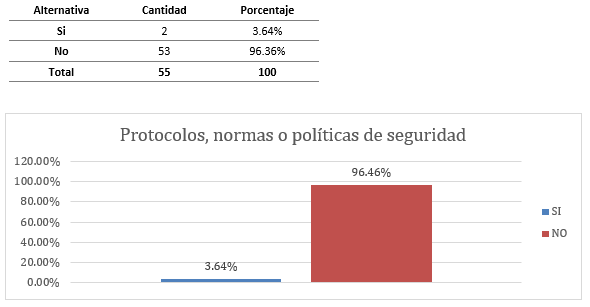 Alternativa Cantidad Porcentaje
Si 2 3.64%
No 53 96.36%
Total 55 100
Protocolos, normas o políticas de seguridad
120.00%
100.00%
80.00%
60.00%
40.00%
20.00%
0.00%
3.64%
96.46%
SI
NO